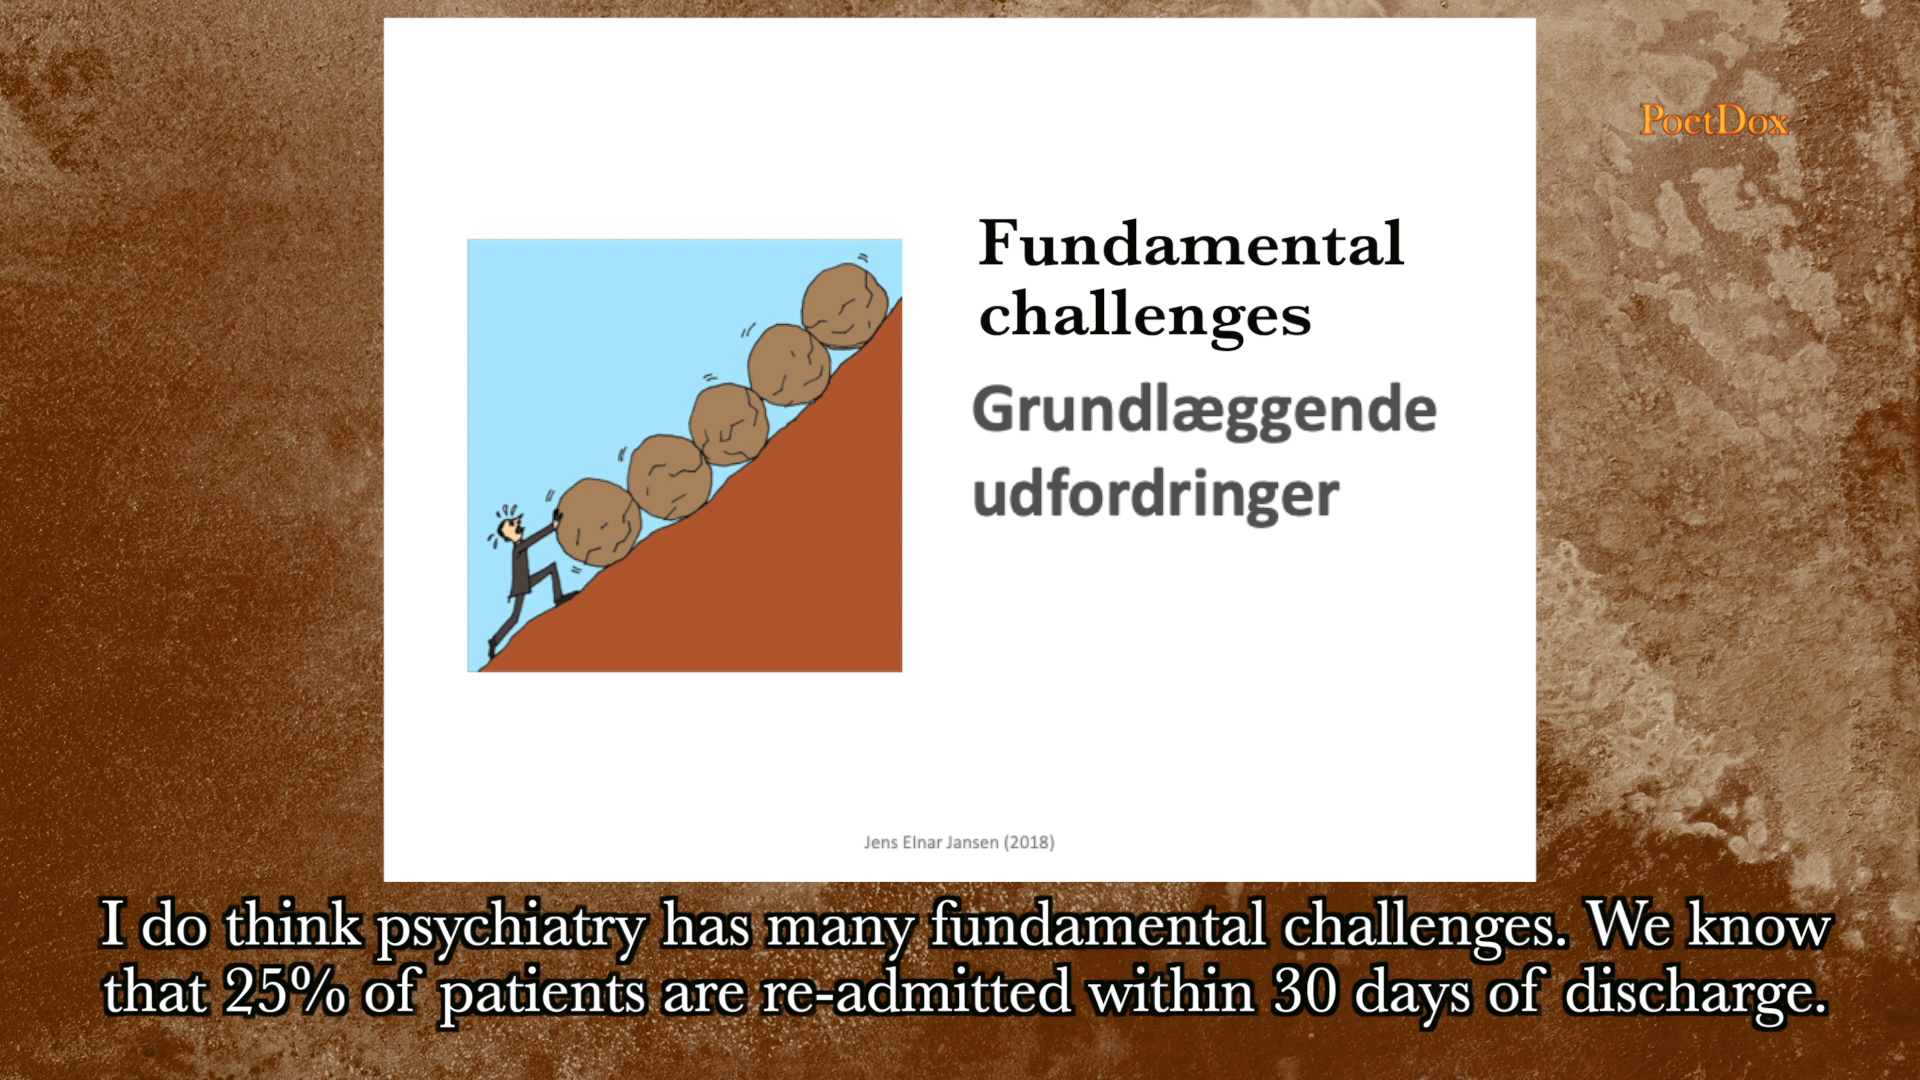 PoetDox
Fundamental
challenges
Grundlæggende
udfordringer
Jens EInar Jansen (2018)
I do think psychiatry has many fundamental challenges. We know
that 25% of patients are re-admitted within 30 days of discharge.